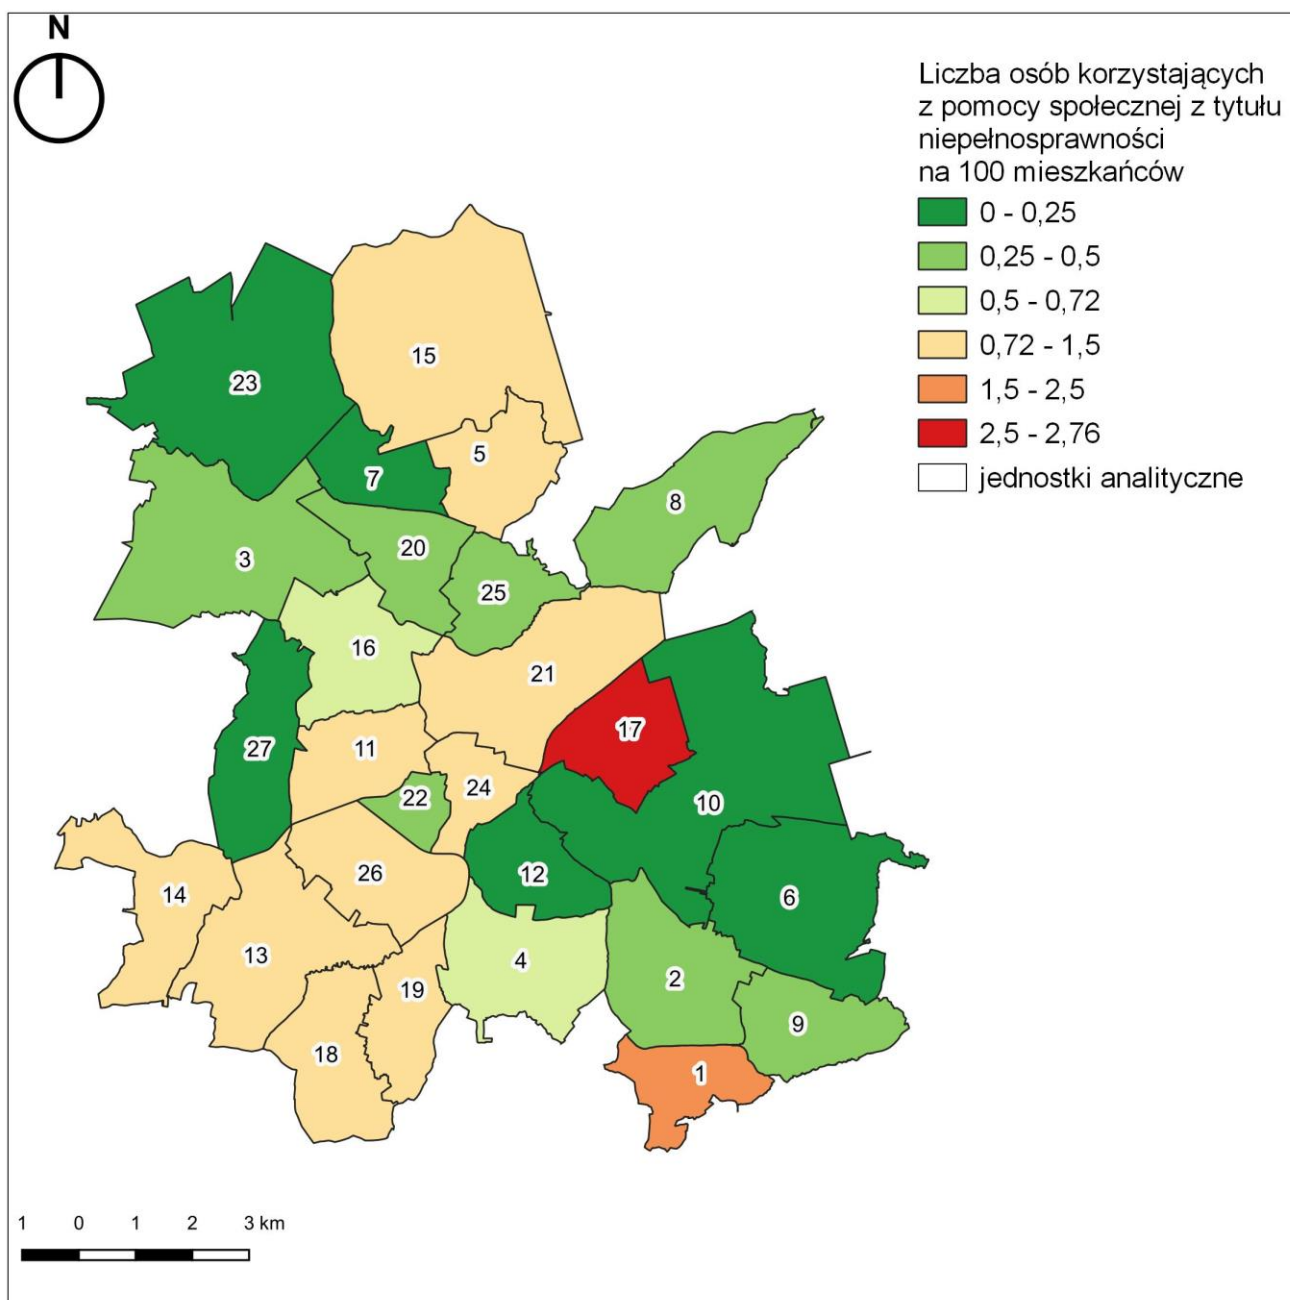 N
Liczba osób korzystających
z pomocy społecznej z tytułu
niepełnosprawności
na 100 mieszkańców
0 - 0,25
0,25 - 0,5
0,5 - 0,72
0,72 - 1,5
1,5 - 2,5
2,5 - 2,76
jednostki analityczne
15
23
5
7
8
20
3
25
16
21
17
11
27
24
22
10
26
12
14
6
13
4
2
19
9
18
1
1 0 1 2 3 km